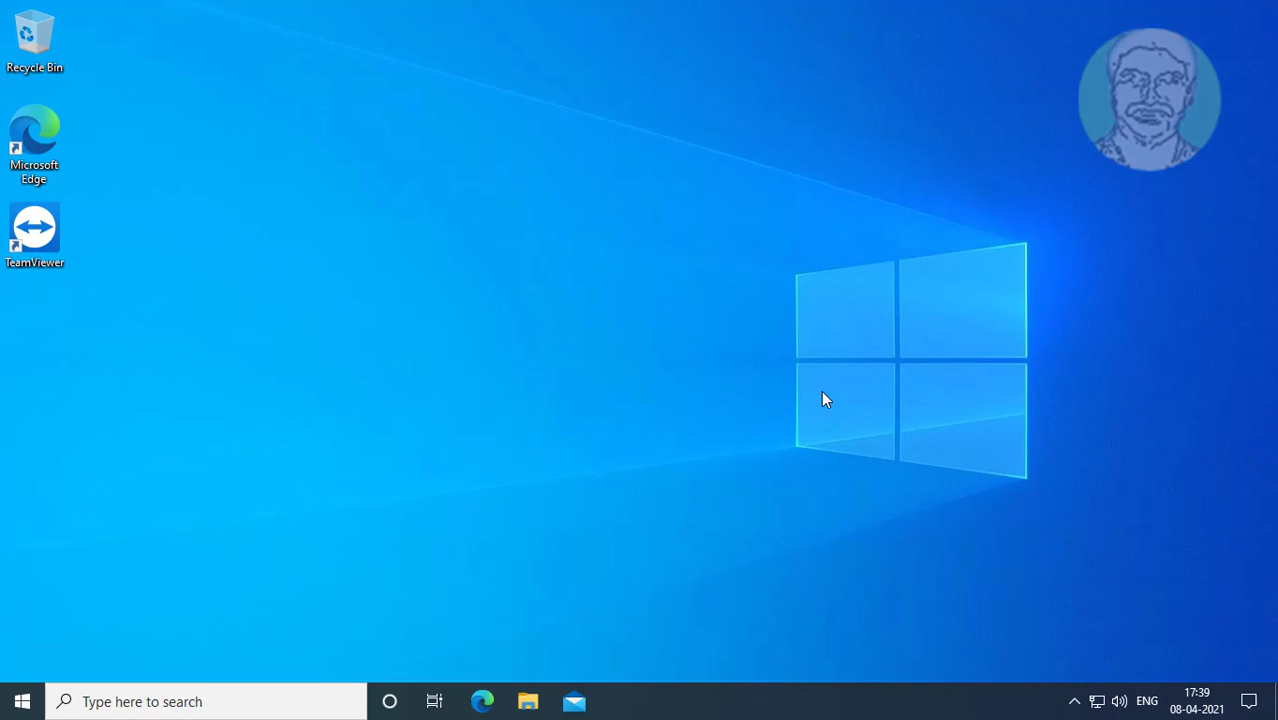 Recycle Bin
Microsoft
Edge
TeamViewer
Type here to search
ENG
17:39
08-04-2021